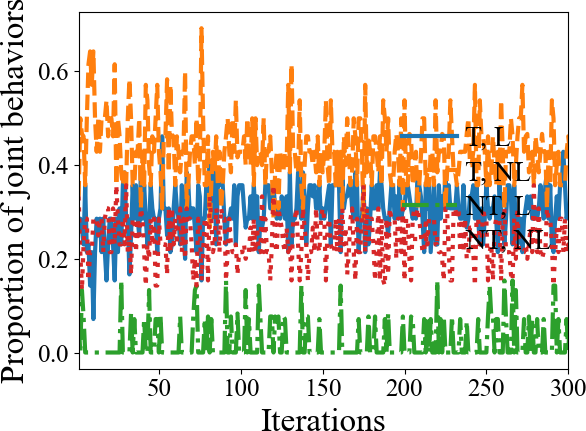 Proportion of joint behaviors
0.6
0.4
0.2
0.0
T, L
T, NL
NT, L
NT, NL
50
100
150
200
250
300
Iterations